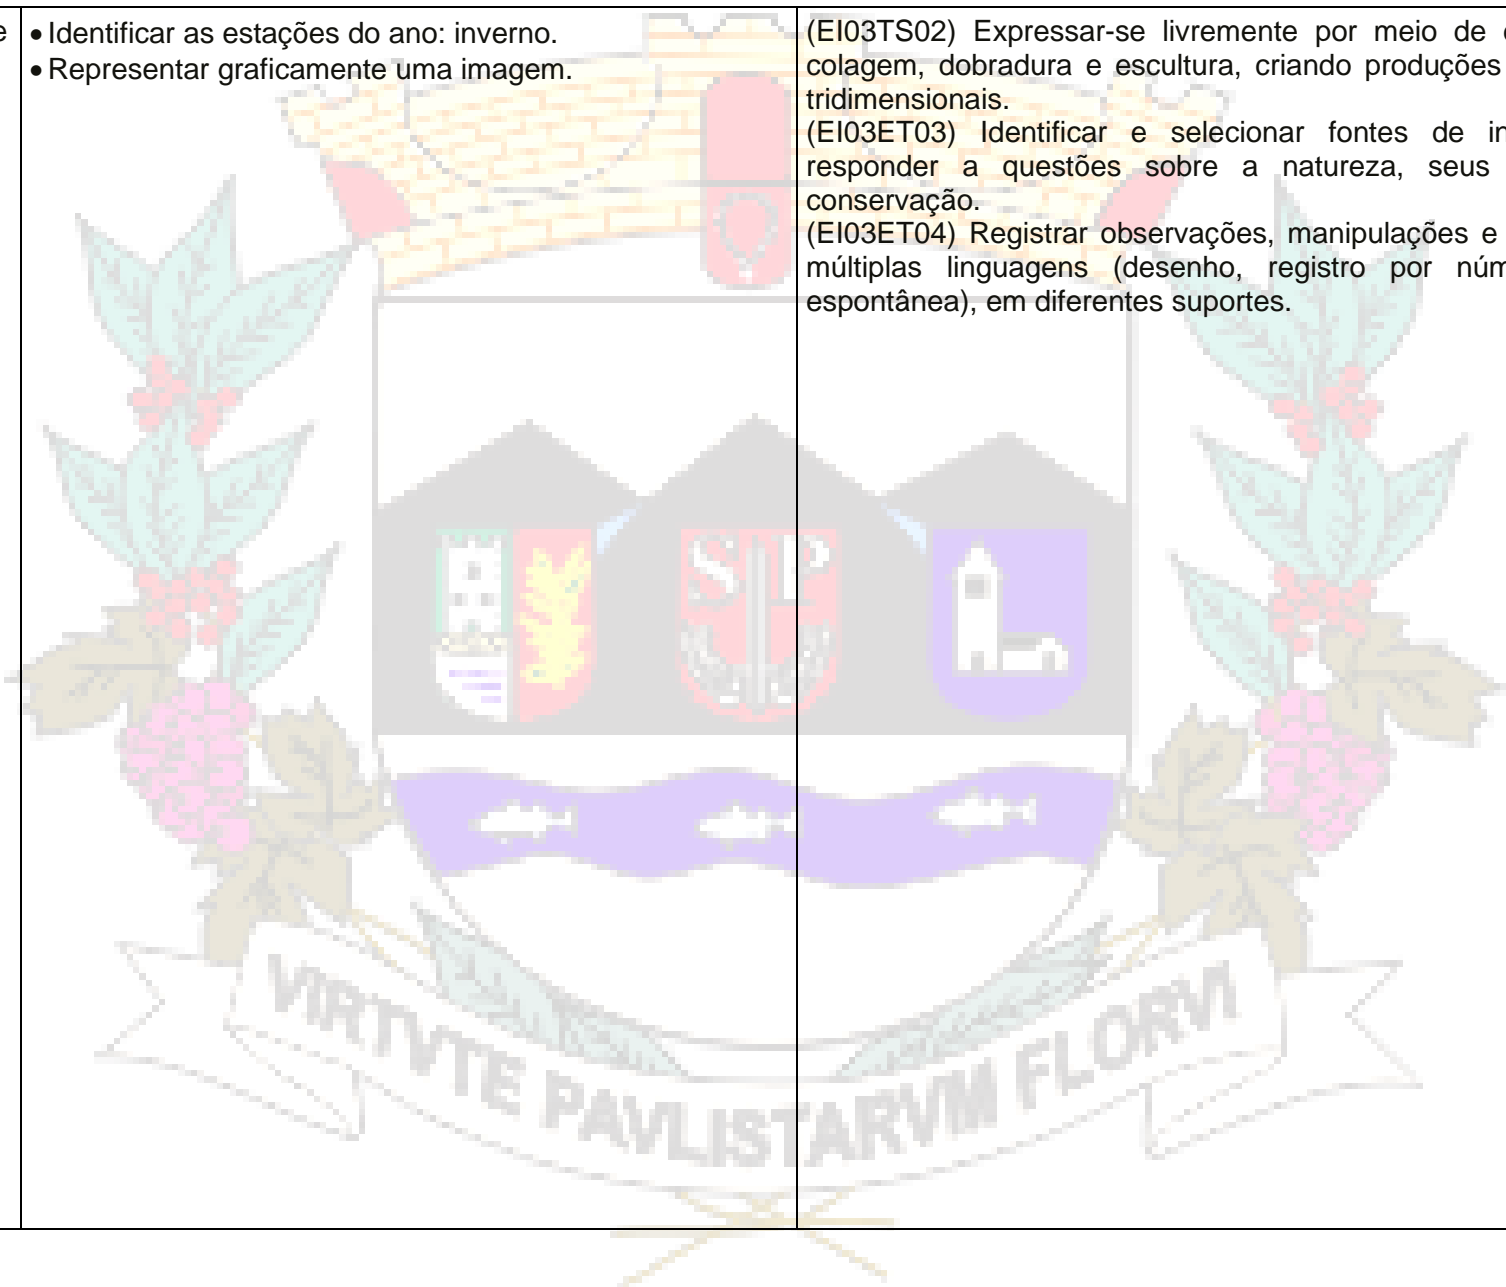 e
• Identificar as estações do ano: inverno.
• Representar graficamente uma imagem.
(EI03TS02) Expressar-se livremente por meio de
colagem, dobradura e escultura, criando produções
tridimensionais.
(EI03ET03) Identificar e selecionar fontes de
responder a questões sobre a natureza, seus
conservação.
(EI03ET04) Registrar observações, manipulações e
múltiplas linguagens (desenho, registro por
espontânea), em diferentes suportes.
SP
VIRTVTE PAVLISTARVM FLORVI